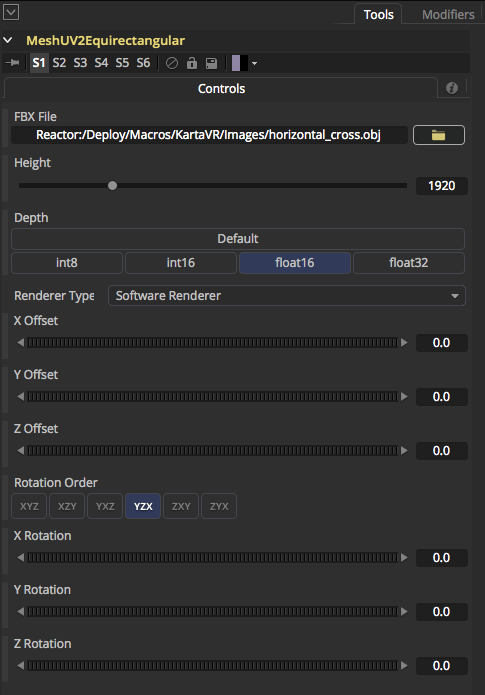 Tools Modifiers
MeshUV2Equirectangular
S1 S2 S3 S4 S5 S6
Controls
FBX File
Reactor:/Deploy/Macros/KartaVR/Images/horizontal_cross.obj
Height
1920
Depth
Default
int8 int16 float16 float32
Renderer Type Software Renderer
X Offset
0.0
Y Offset
0.0
Z Offset
0.0
Rotation Order
XYZ XZY YXZ YZX ZXY ZYX
X Rotation
0.0
Y Rotation
0.0
Z Rotation
0.0